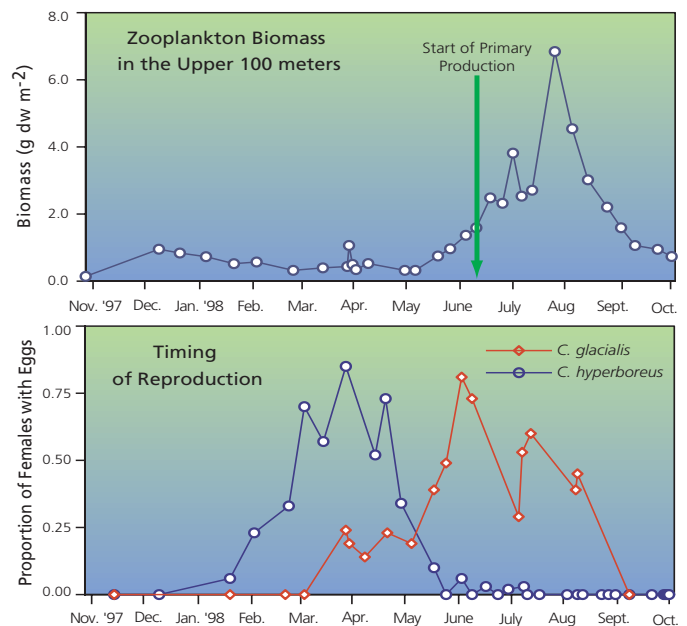 8.0
Zooplankton Biomass
in the Upper 100 meters
Start of Primary
Production
6.0
4.0
2.0
0.0
Biomass (g dw m-2)
Nov. '97 Dec. Jan. '98 Feb. Mar. Apr. May June July Aug Sept. Oct.
1.00
Timing
of Reproduction
C. glacialis
C. hyperboreus
0.75
0.50
0.25
0.00
Proportion of Females with Eggs
Nov. '97 Dec. Jan. '98 Feb. Mar. Apr. May June July Aug Sept. Oct.